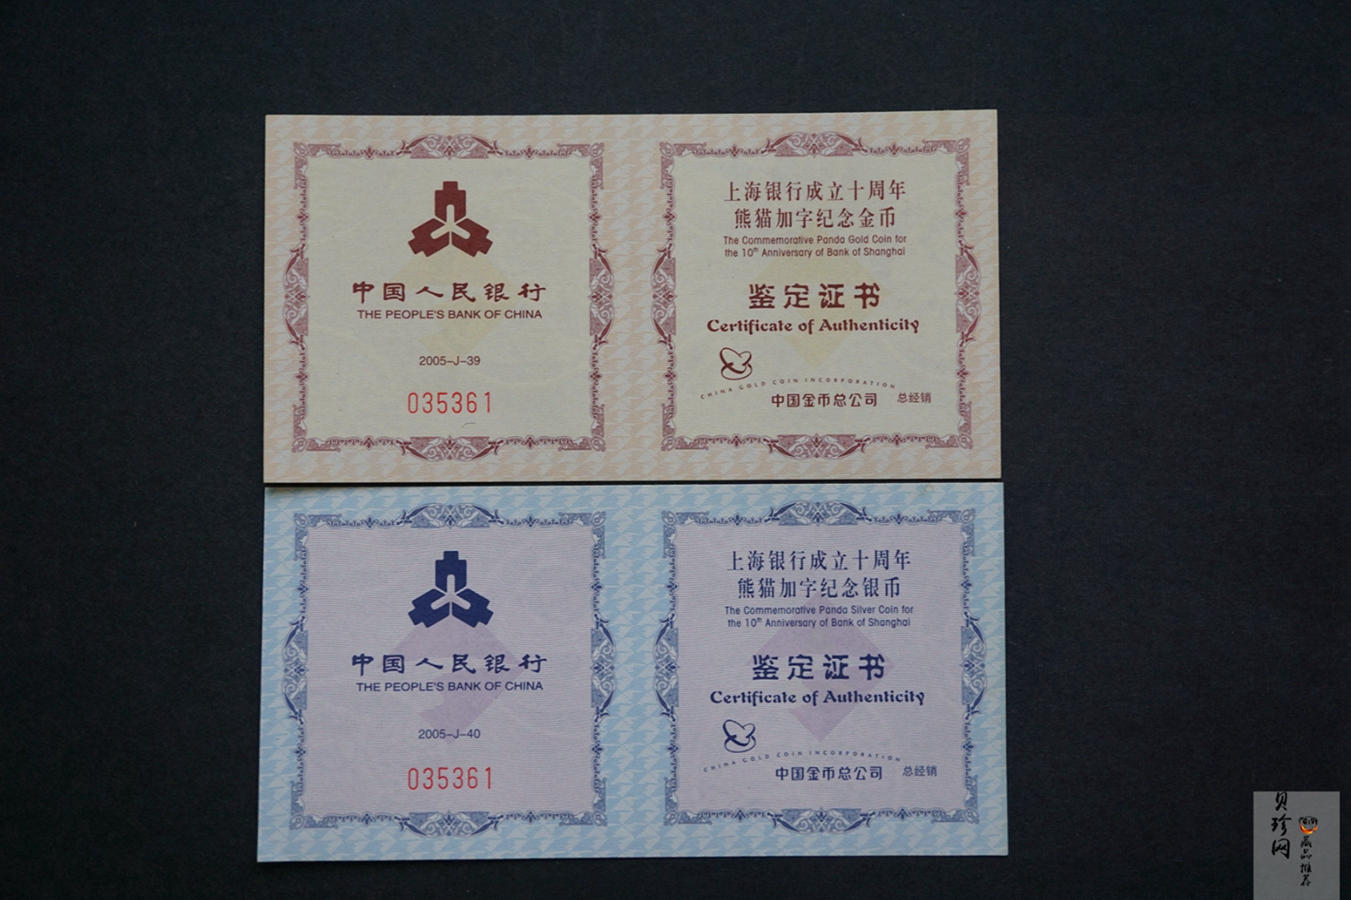 中国人民银行
THE PEOPLE'S BANK OF CHINA
2005-J-39
035361
上海银行成立十周年
熊猫加字纪念金币
The Commemorative Panda Gold Coin for
the 10th Anniversary of Bank of Shanghai
鉴定证书
Certificate of Authenticity
CHINA GOLD COIN INCORPORATION
中国金币总公司 总经销
中国人民银行
THE PEOPLE'S BANK OF CHINA
2005-J-40
035361
上海银行成立十周年
熊猫加字纪念银币
The Commemorative Panda Silver Coin for
the 10th Anniversary of Bank of Shanghai
鉴定证书
Certificate of Authenticity
CHINA GOLD COIN INCORPORATION
中国金币总公司 总经销
贝珍网
藏品推荐